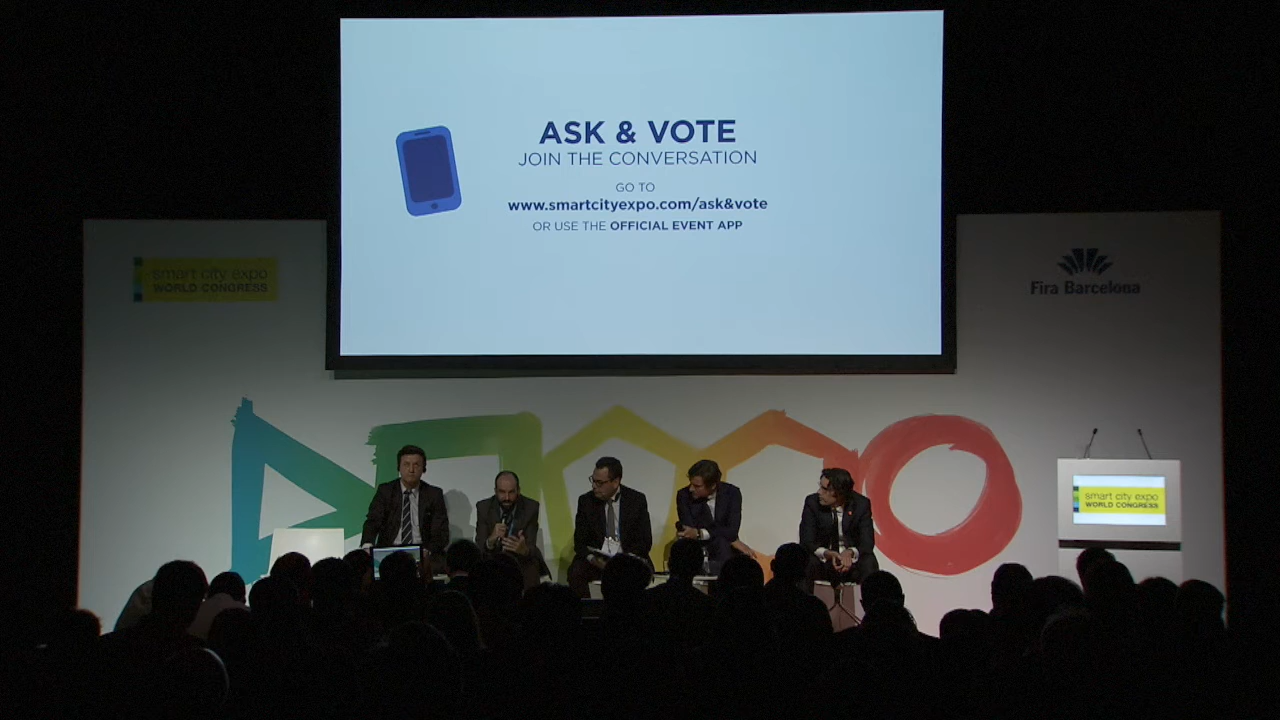 ASK & VOTE
JOIN THE CONVERSATION
GO TO
www.smartcityexpo.com/ask&vote
OR USE THE OFFICIAL EVENT APP
smart city expo
WORLD CONGRESS
Fira Barcelona
smart city expo
WORLD CONGRESS